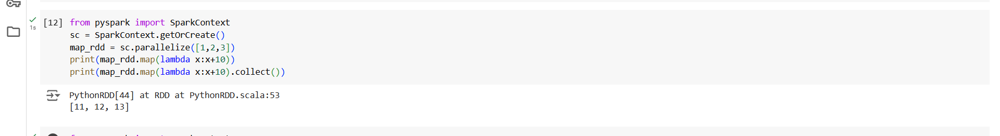 [12] from pyspark import SparkContext
1s
sc = SparkContext.getOrCreate()
map_rdd = sc.parallelize([1,2,3])
print(map_rdd.map(lambda x:x+10))
print(map_rdd.map(lambda x:x+10).collect())
PythonRDD[44] at RDD at PythonRDD.scala:53
[11, 12, 13]